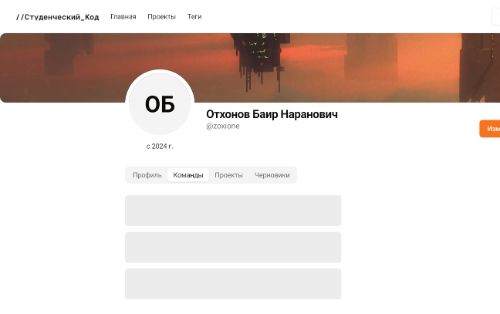 //Студенческий_Код Главная Проекты Теги
ОБ
Отхонов Баир Наранович
@zoxione
Изм
с 2024 г.
Профиль Команды Проекты Черновики